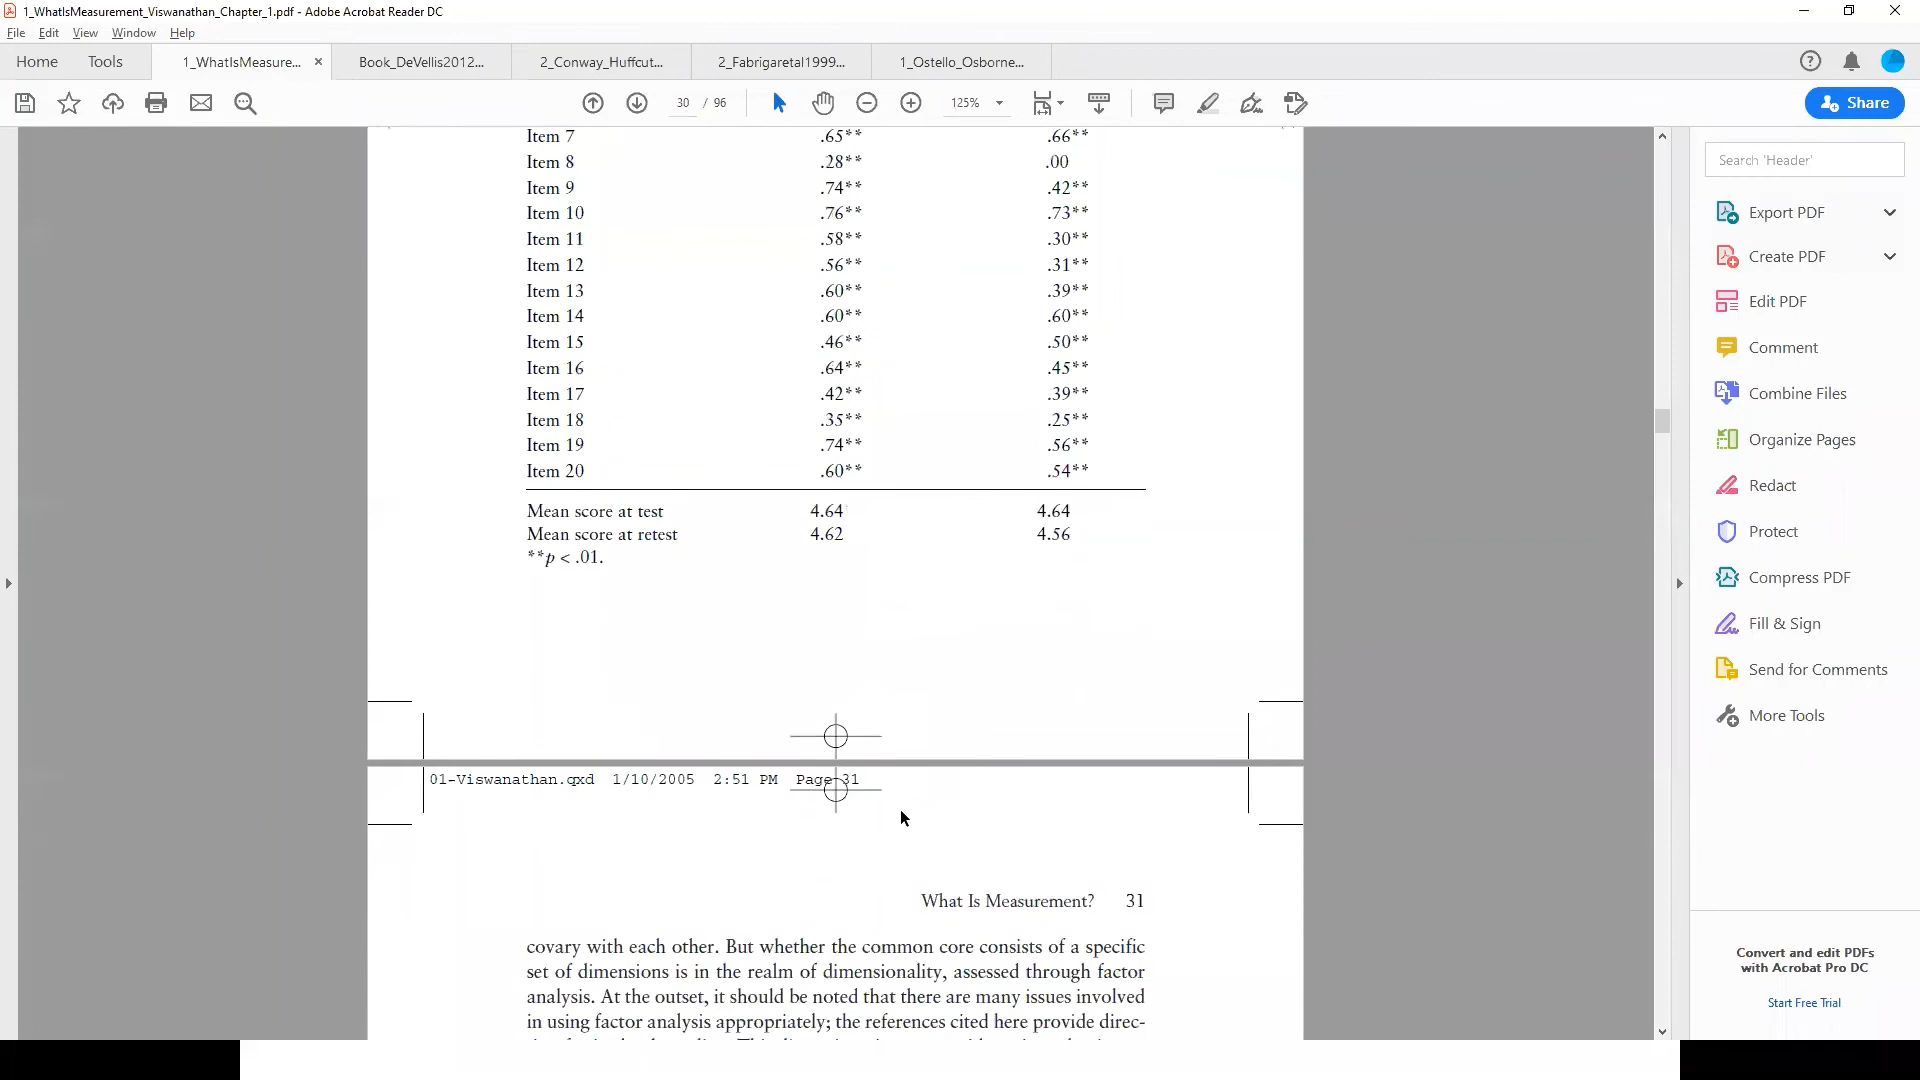 1_WhatIsMeasurement_Viswanathan_Chapter_1.pdf - Adobe Acrobat Reader DC
File Edit View Window Help
Home Tools 1_WhatIsMeasure... × Book_DeVellis2012... 2_Conway_Huffcut... 2_Fabrigaretal1999... 1_Ostello_Osborne...
30 / 96 125% Share
Item 7 .65** .66**
Item 8 .28** .00
Item 9 .74** .42**
Item 10 .76** .73**
Item 11 .58** .30**
Item 12 .56** .31**
Item 13 .60** .39**
Item 14 .60** .60**
Item 15 .46** .50**
Item 16 .64** .45**
Item 17 .42** .39**
Item 18 .35** .25**
Item 19 .74** .56**
Item 20 .60** .54**
Mean score at test 4.64 4.64
Mean score at retest 4.62 4.56
**p < .01.
01-Viswanathan.qxd 1/10/2005 2:51 PM Page 31
What Is Measurement? 31
covary with each other. But whether the common core consists of a specific
set of dimensions is in the realm of dimensionality, assessed through factor
analysis. At the outset, it should be noted that there are many issues involved
in using factor analysis appropriately; the references cited here provide direc-
Search 'Header'
Export PDF
Create PDF
Edit PDF
Comment
Combine Files
Organize Pages
Redact
Protect
Compress PDF
Fill & Sign
Send for Comments
More Tools
Convert and edit PDFs
with Acrobat Pro DC
Start Free Trial